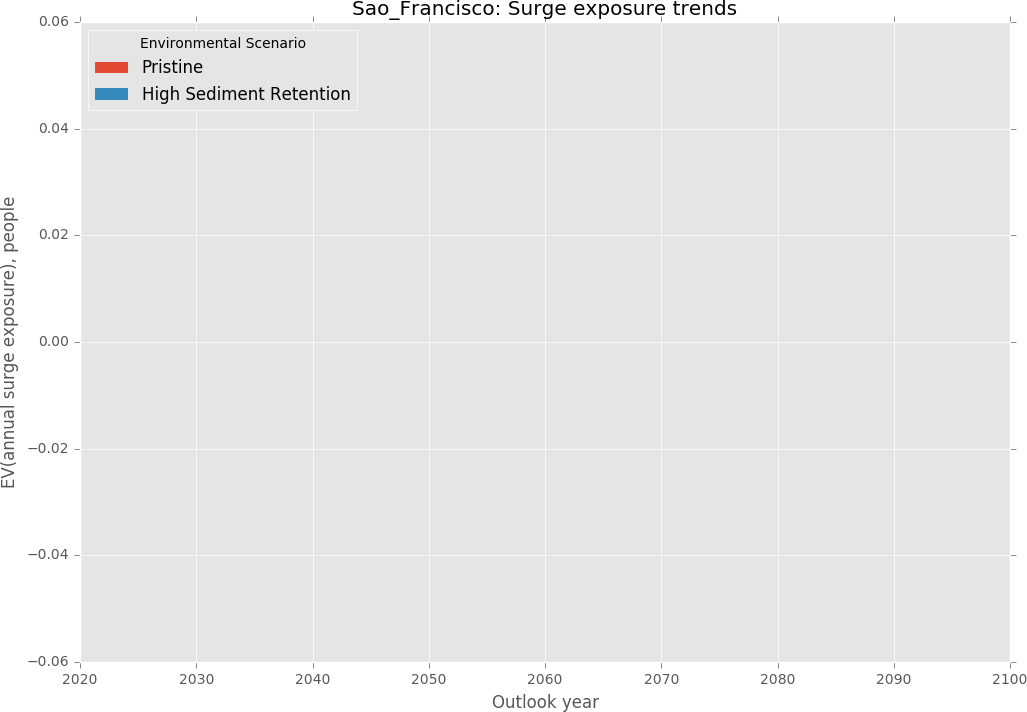 Sao_Francisco: Surge exposure trends
Environmental Scenario
Pristine
High Sediment Retention
EV(annual surge exposure), people
0.06
0.04
0.02
0.00
−0.02
−0.04
−0.06
2020 2030 2040 2050 2060 2070 2080 2090 2100
Outlook year